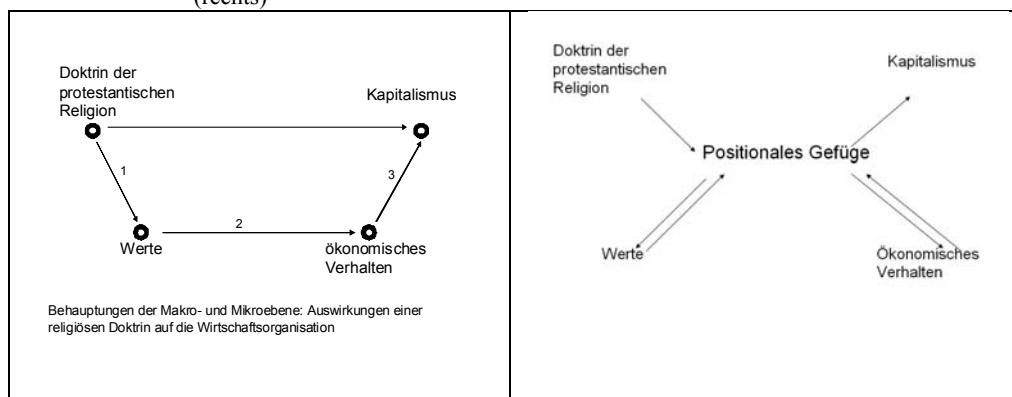 (rechts)
Doktrin der
protestantischen
Religion
Kapitalismus
1
3
2
Werte
ökonomisches
Verhalten
Behauptungen der Makro- und Mikroebene: Auswirkungen einer
religiösen Doktrin auf die Wirtschaftsorganisation
Doktrin der
protestantischen
Religion
Kapitalismus
Positionales Gefüge
Werte
Ökonomisches
Verhalten